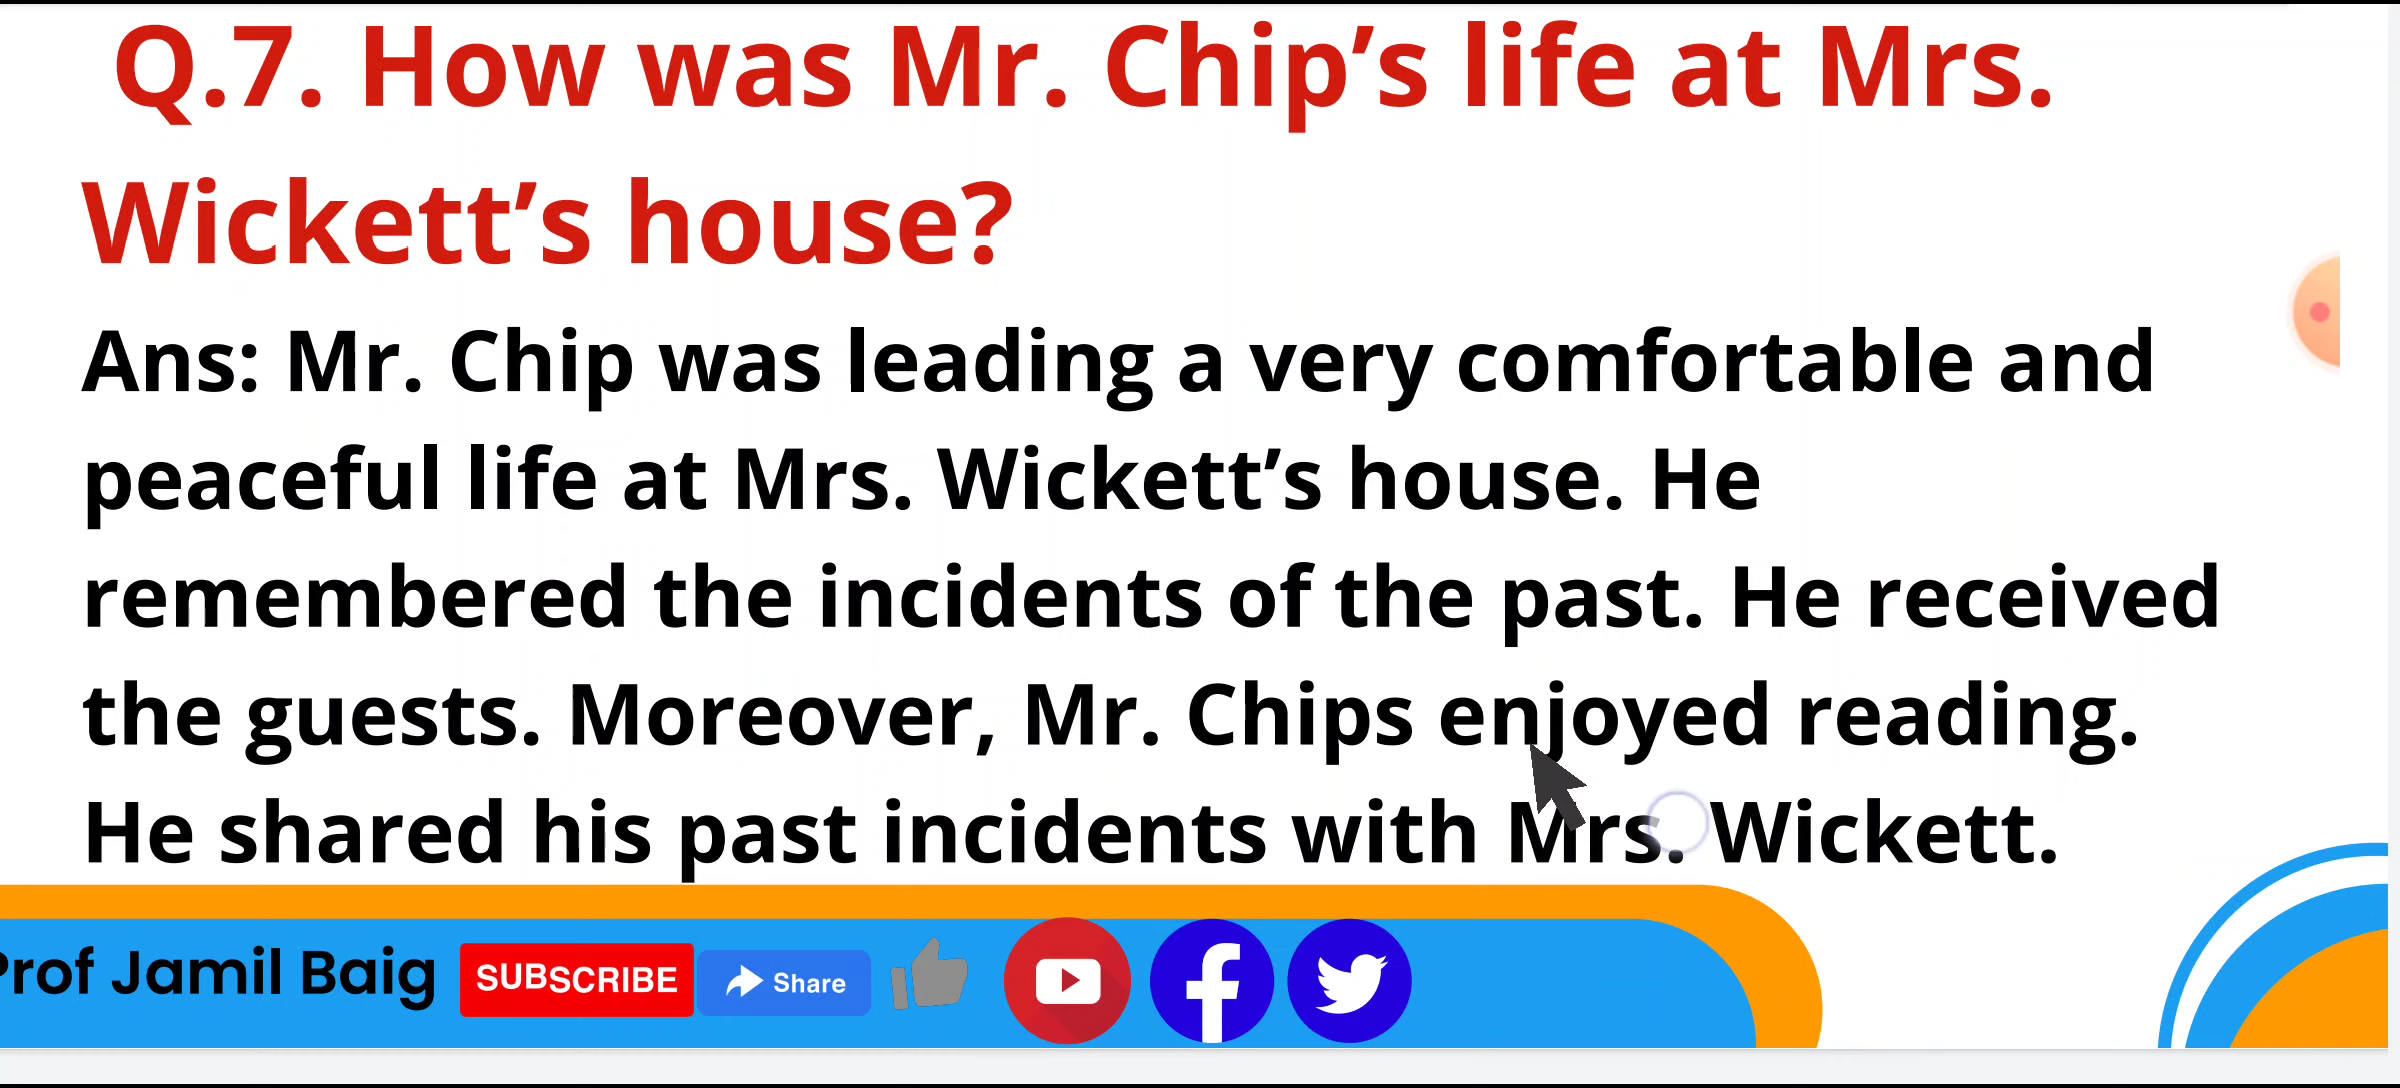 Q.7. How was Mr. Chip’s life at Mrs.
Wickett’s house?
Ans: Mr. Chip was leading a very comfortable and
peaceful life at Mrs. Wickett’s house. He
remembered the incidents of the past. He received
the guests. Moreover, Mr. Chips enjoyed reading.
He shared his past incidents with Mrs. Wickett.
Prof Jamil Baig SUBSCRIBE Share